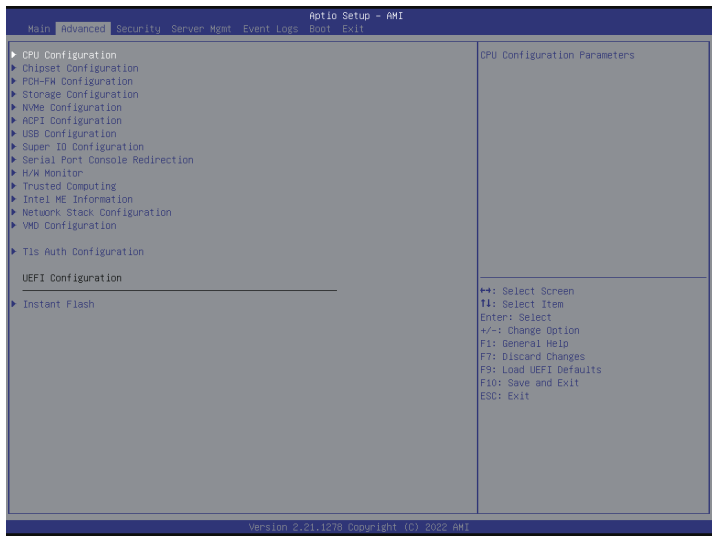 Aptio Setup – AMI
Main Advanced Security Server Mgmt Event Logs Boot Exit
CPU Configuration
Chipset Configuration
PCH-FW Configuration
Storage Configuration
NVMe Configuration
ACPI Configuration
USB Configuration
Super IO Configuration
Serial Port Console Redirection
H/W Monitor
Trusted Computing
Intel ME Information
Network Stack Configuration
VMD Configuration
Tls Auth Configuration
UEFI Configuration
Instant Flash
CPU Configuration Parameters
↔: Select Screen
↑↓: Select Item
Enter: Select
+/-: Change Option
F1: General Help
F7: Discard Changes
F9: Load UEFI Defaults
F10: Save and Exit
ESC: Exit
Version 2.21.1278 Copyright (C) 2022 AMI